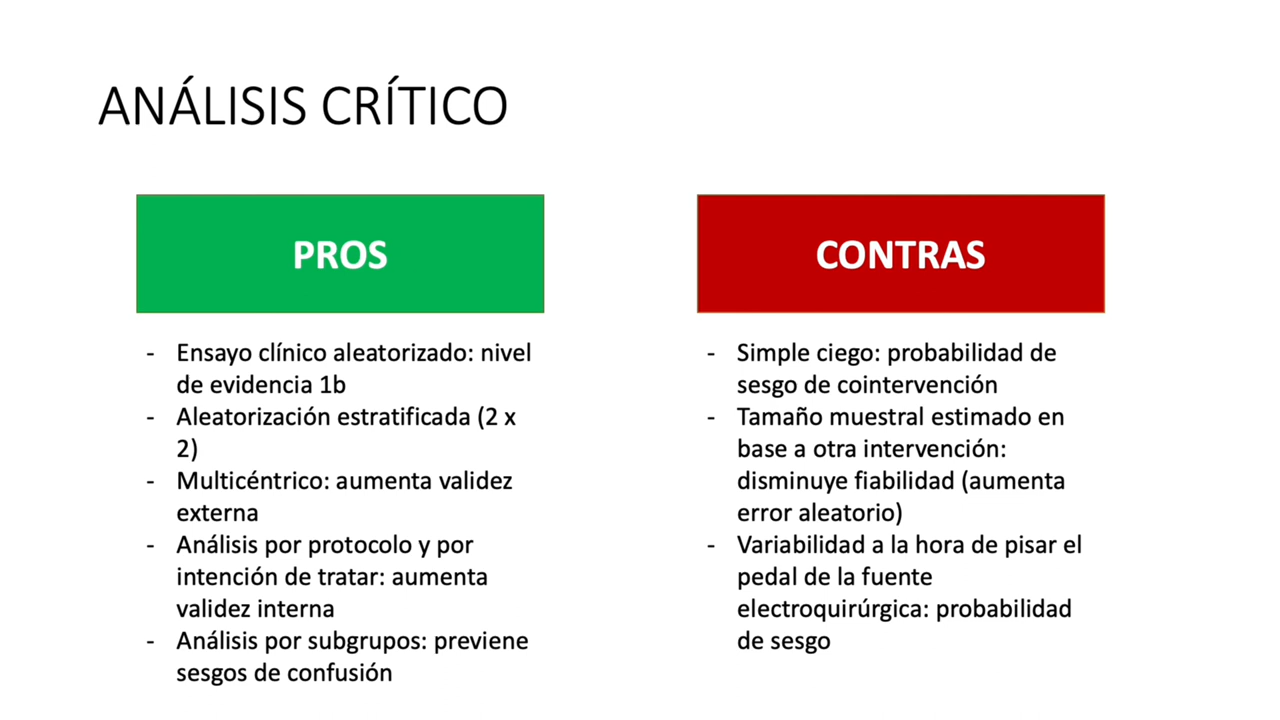 ANÁLISIS CRÍTICO
PROS
- Ensayo clínico aleatorizado: nivel
de evidencia 1b
- Aleatorización estratificada (2 x
2)
- Multicéntrico: aumenta validez
externa
- Análisis por protocolo y por
intención de tratar: aumenta
validez interna
- Análisis por subgrupos: previene
sesgos de confusión
CONTRAS
- Simple ciego: probabilidad de
sesgo de cointervención
- Tamaño muestral estimado en
base a otra intervención:
disminuye fiabilidad (aumenta
error aleatorio)
- Variabilidad a la hora de pisar el
pedal de la fuente
electroquirúrgica: probabilidad
de sesgo